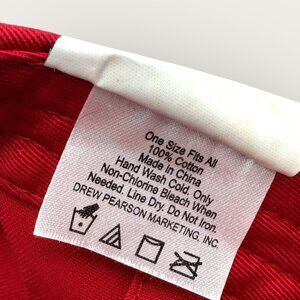 One Size Fits All
100% Cotton
Made in China
Hand Wash Cold. Only
Non-Chlorine Bleach When
Needed. Line Dry. Do Not Iron.
DREW PEARSON MARKETING, INC.